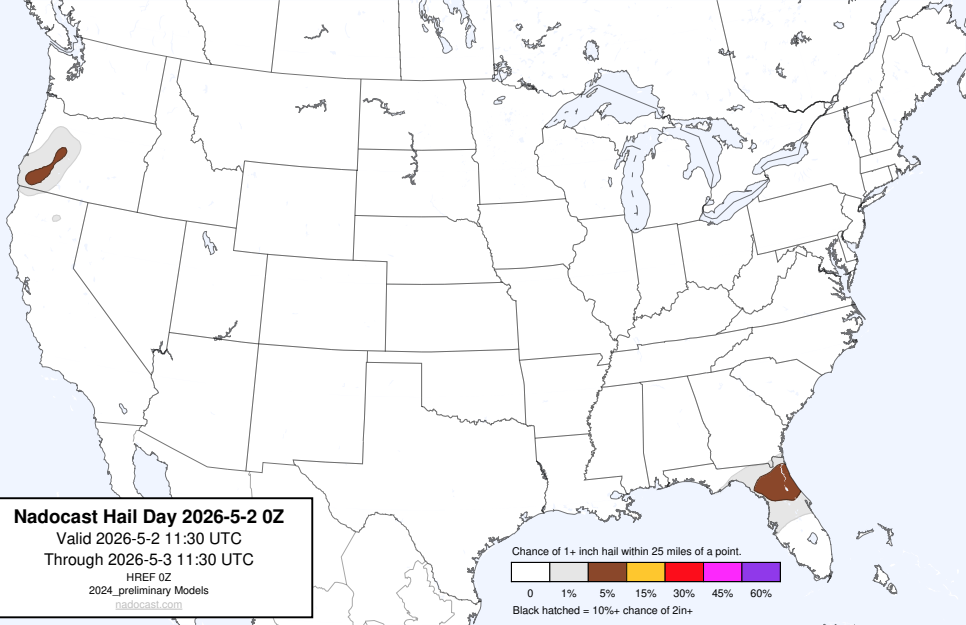 Nadocast Hail Day 2026-5-2 0Z
Valid 2026-5-2 11:30 UTC
Through 2026-5-3 11:30 UTC
HREF 0Z
2024_preliminary Models
nadocast.com
Chance of 1+ inch hail within 25 miles of a point.
0 1% 5% 15% 30% 45% 60%
Black hatched = 10%+ chance of 2in+